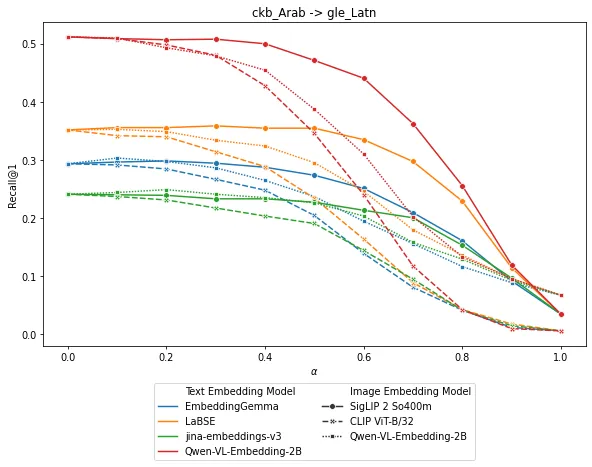 ckb_Arab -> gle_Latn
Recall@1
0.5
0.4
0.3
0.2
0.1
0.0
0.0 0.2 0.4 0.6 0.8 1.0
α
Text Embedding Model
EmbeddingGemma
LaBSE
jina-embeddings-v3
Qwen-VL-Embedding-2B
Image Embedding Model
SigLIP 2 So400m
CLIP ViT-B/32
Qwen-VL-Embedding-2B